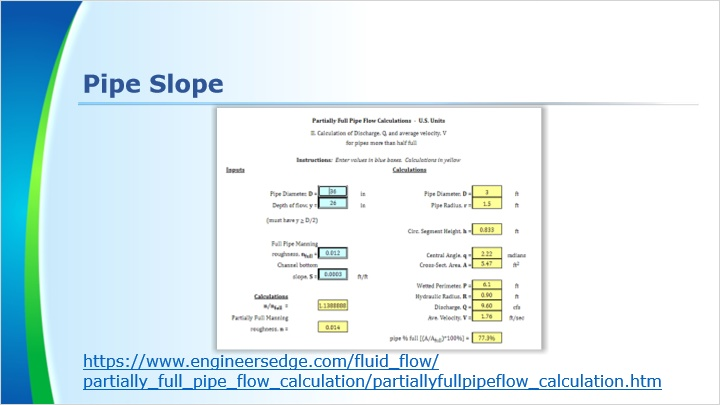 Pipe Slope
Partially Full Pipe Flow Calculations - U.S. Units
II. Calculation of Discharge, Q, and average velocity, V
for pipes more than half full
Instructions: Enter values in blue boxes. Calculations in yellow
Inputs Calculations
Pipe Diameter, D = 36 in Pipe Diameter, D = 3 ft
Depth of flow, y = 26 in Pipe Radius, r = 1.5 ft
(must have y ≥ D/2)
Circ. Segment Height, h = 0.833 ft
Full Pipe Manning
roughness, nfull = 0.012 Central Angle, q = 2.22 radians
Channel bottom Cross-Sect. Area, A = 5.47 ft2
slope, S = 0.0003 ft/ft
Wetted Perimeter, P = 6.1 ft
Calculations Hydraulic Radius, R = 0.90 ft
n/nfull = 1.1388888 Discharge, Q = 9.60 cfs
Partially Full Manning Ave. Velocity, V = 1.76 ft/sec
roughness, n = 0.014
pipe % full [(A/Afull)*100%] = 77.3%
https://www.engineersedge.com/fluid_flow/
partially_full_pipe_flow_calculation/partiallyfullpipeflow_calculation.htm